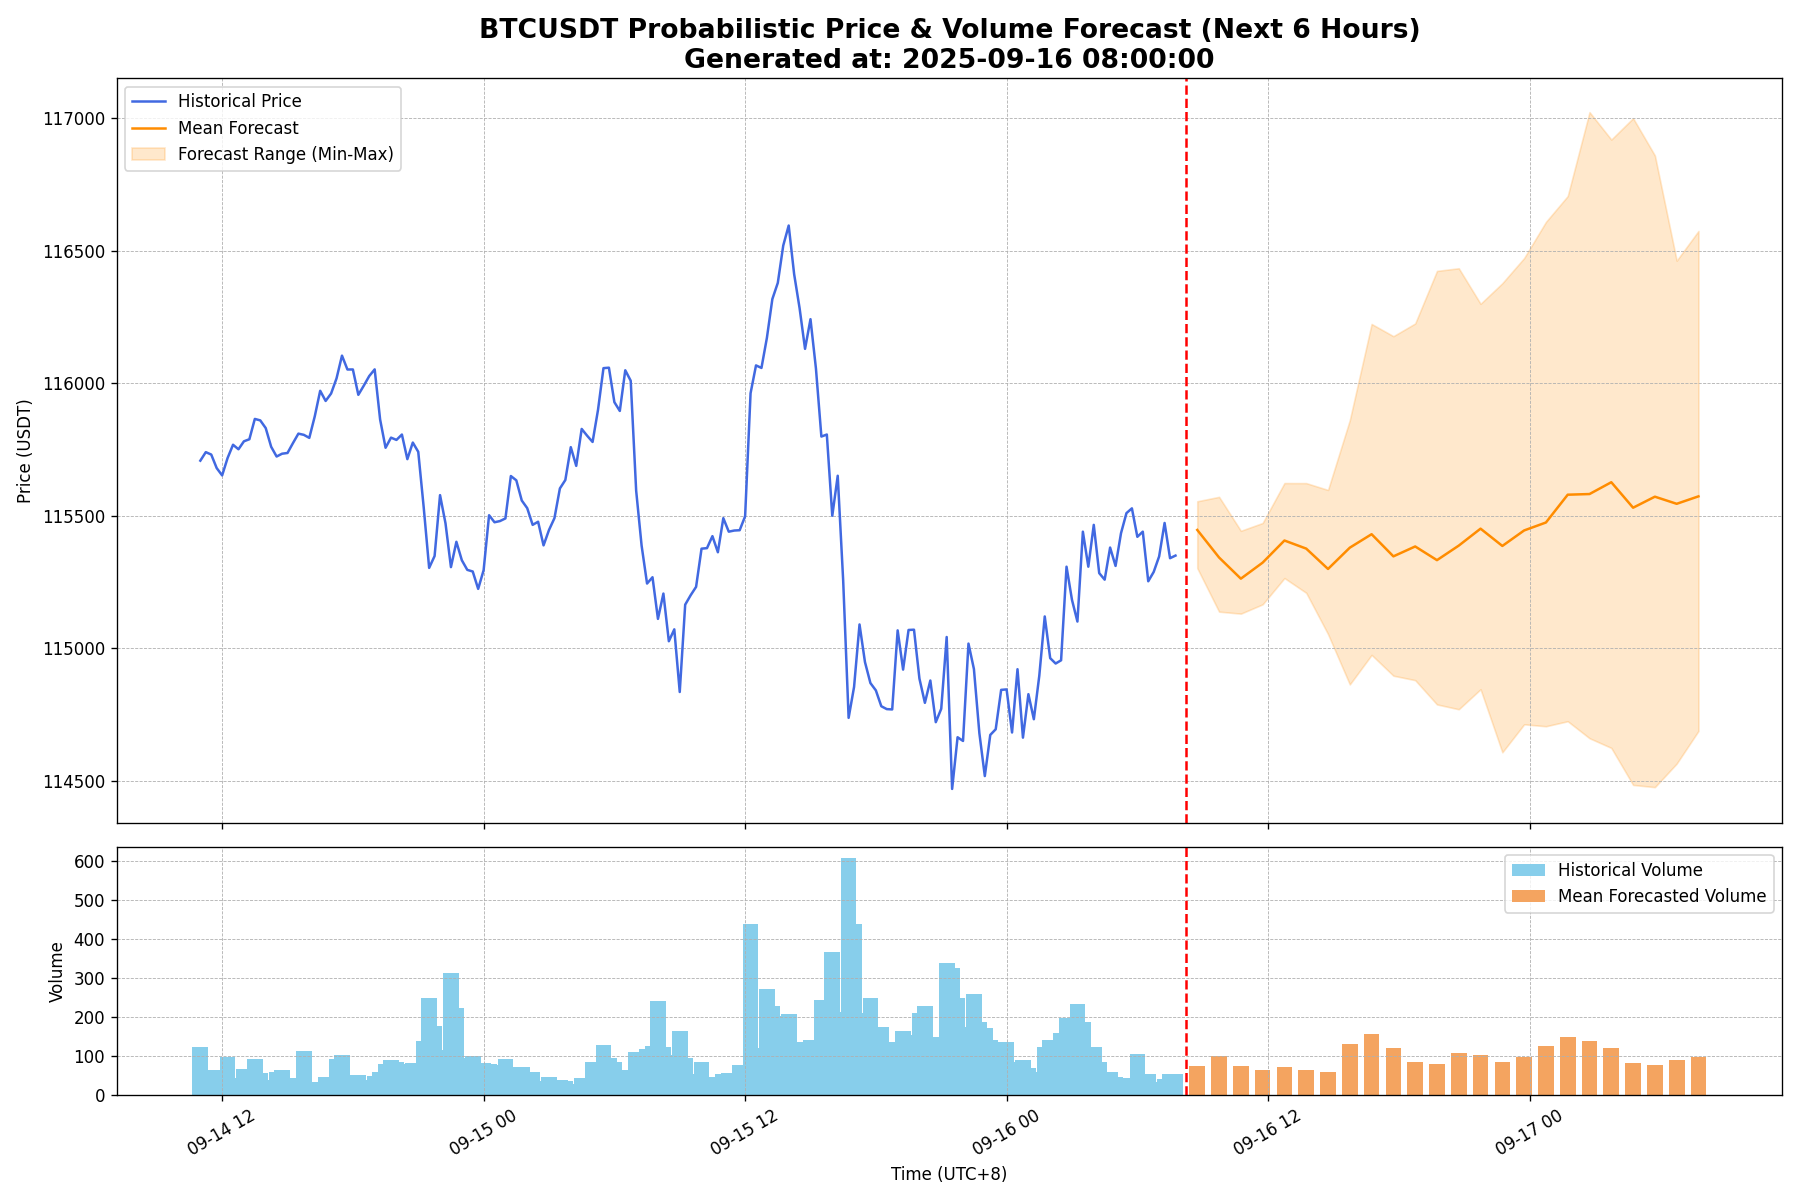 BTCUSDT Probabilistic Price & Volume Forecast (Next 6 Hours)
Generated at: 2025-09-16 08:00:00
Historical Price
Mean Forecast
Forecast Range (Min-Max)
117000
116500
116000
115500
115000
114500
Price (USDT)
Historical Volume
Mean Forecasted Volume
600
500
400
300
200
100
0
Volume
09-14 12
09-15 00
09-15 12
09-16 00
09-16 12
09-17 00
Time (UTC+8)